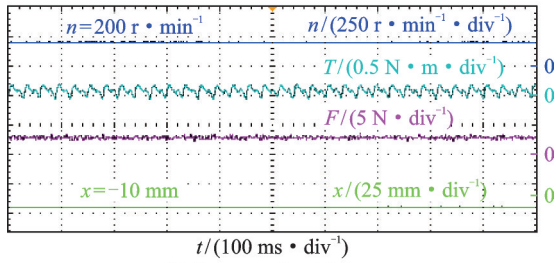 n=200 r • min⁻¹ n/(250 r • min⁻¹ • div⁻¹)
0
T/(0.5 N • m • div⁻¹)
0
F/(5 N • div⁻¹)
0
x=−10 mm x/(25 mm • div⁻¹)
0
t/(100 ms • div⁻¹)